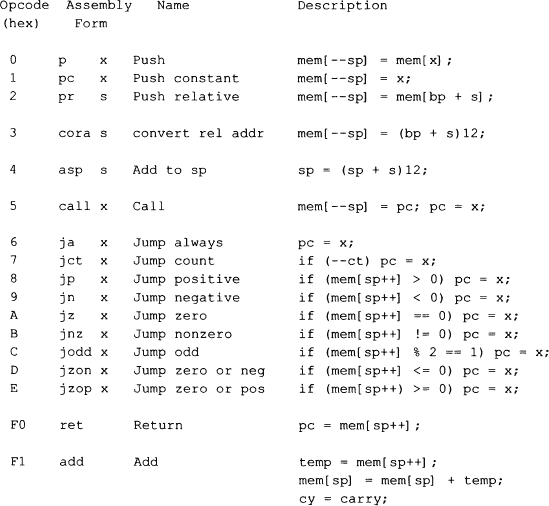 Opcode Assembly Name Description
(hex) Form
0 p x Push mem[--sp] = mem[x];
1 pc x Push constant mem[--sp] = x;
2 pr s Push relative mem[--sp] = mem[bp + s];
3 cora s convert rel addr mem[--sp] = (bp + s)12;
4 asp s Add to sp sp = (sp + s)12;
5 call x Call mem[--sp] = pc; pc = x;
6 ja x Jump always pc = x;
7 jct x Jump count if (--ct) pc = x;
8 jp x Jump positive if (mem[sp++] > 0) pc = x;
9 jn x Jump negative if (mem[sp++] < 0) pc = x;
A jz x Jump zero if (mem[sp++] == 0) pc = x;
B jnz x Jump nonzero if (mem[sp++] != 0) pc = x;
C jodd x Jump odd if (mem[sp++] % 2 == 1) pc = x;
D jzon x Jump zero or neg if (mem[sp++] <= 0) pc = x;
E jzop x Jump zero or pos if (mem[sp++) >= 0) pc = x;
F0 ret Return pc = mem[sp++];
F1 add Add temp = mem[sp++];
mem[sp] = mem[sp] + temp;
cy = carry;